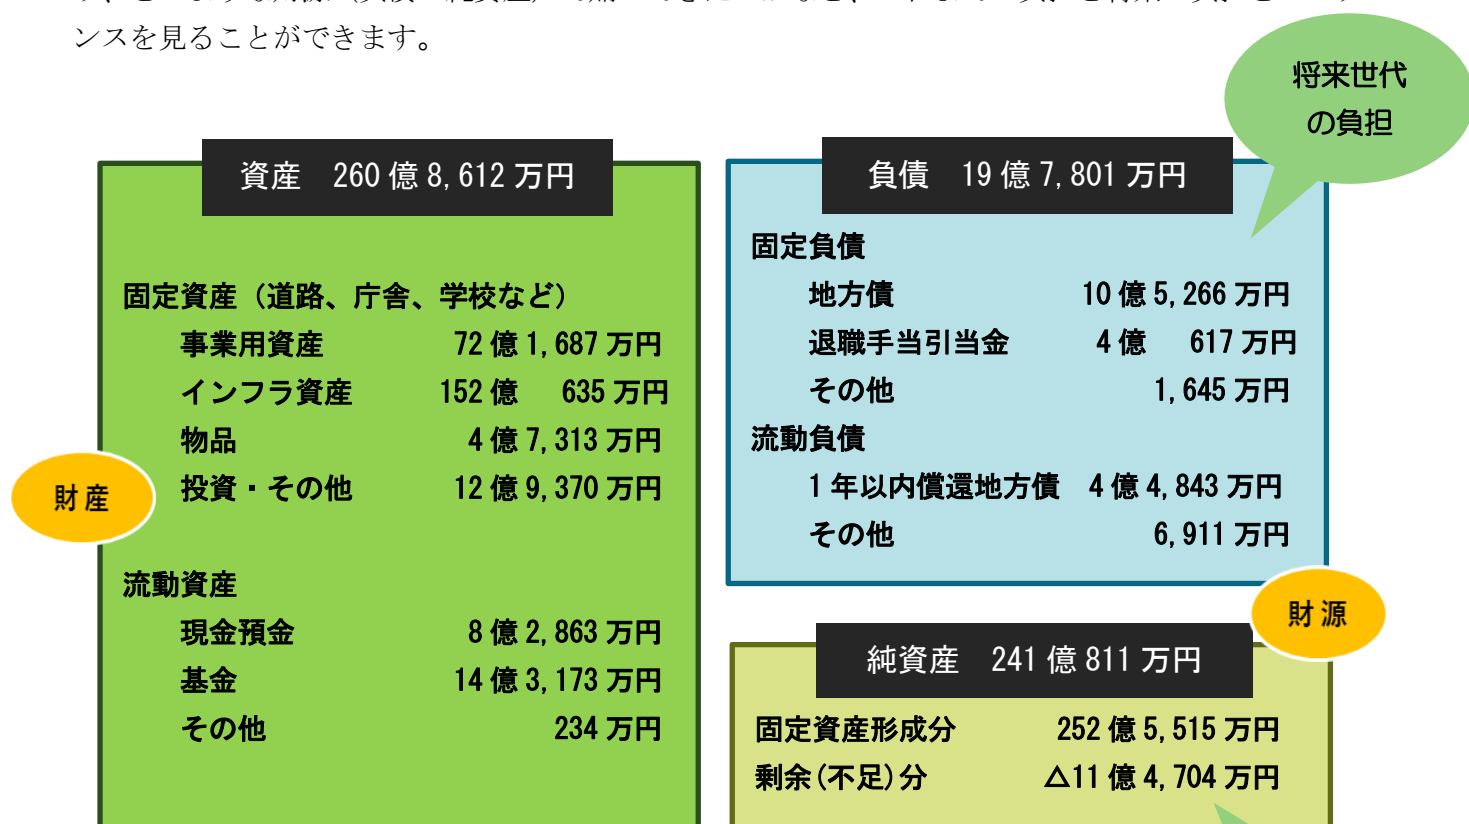 ンスを見ることができます。
将来世代
の負担
資産 260億8,612万円
固定資産（道路、庁舎、学校など）
事業用資産 72億1,687万円
インフラ資産 152億 635万円
物品 4億7,313万円
投資・その他 12億9,370万円
流動資産
現金預金 8億2,863万円
基金 14億3,173万円
その他 234万円
財産
負債 19億7,801万円
固定負債
地方債 10億5,266万円
退職手当引当金 4億 617万円
その他 1,645万円
流動負債
1年以内償還地方債 4億4,843万円
その他 6,911万円
財源
純資産 241億811万円
固定資産形成分 252億5,515万円
剰余(不足)分 △11億4,704万円